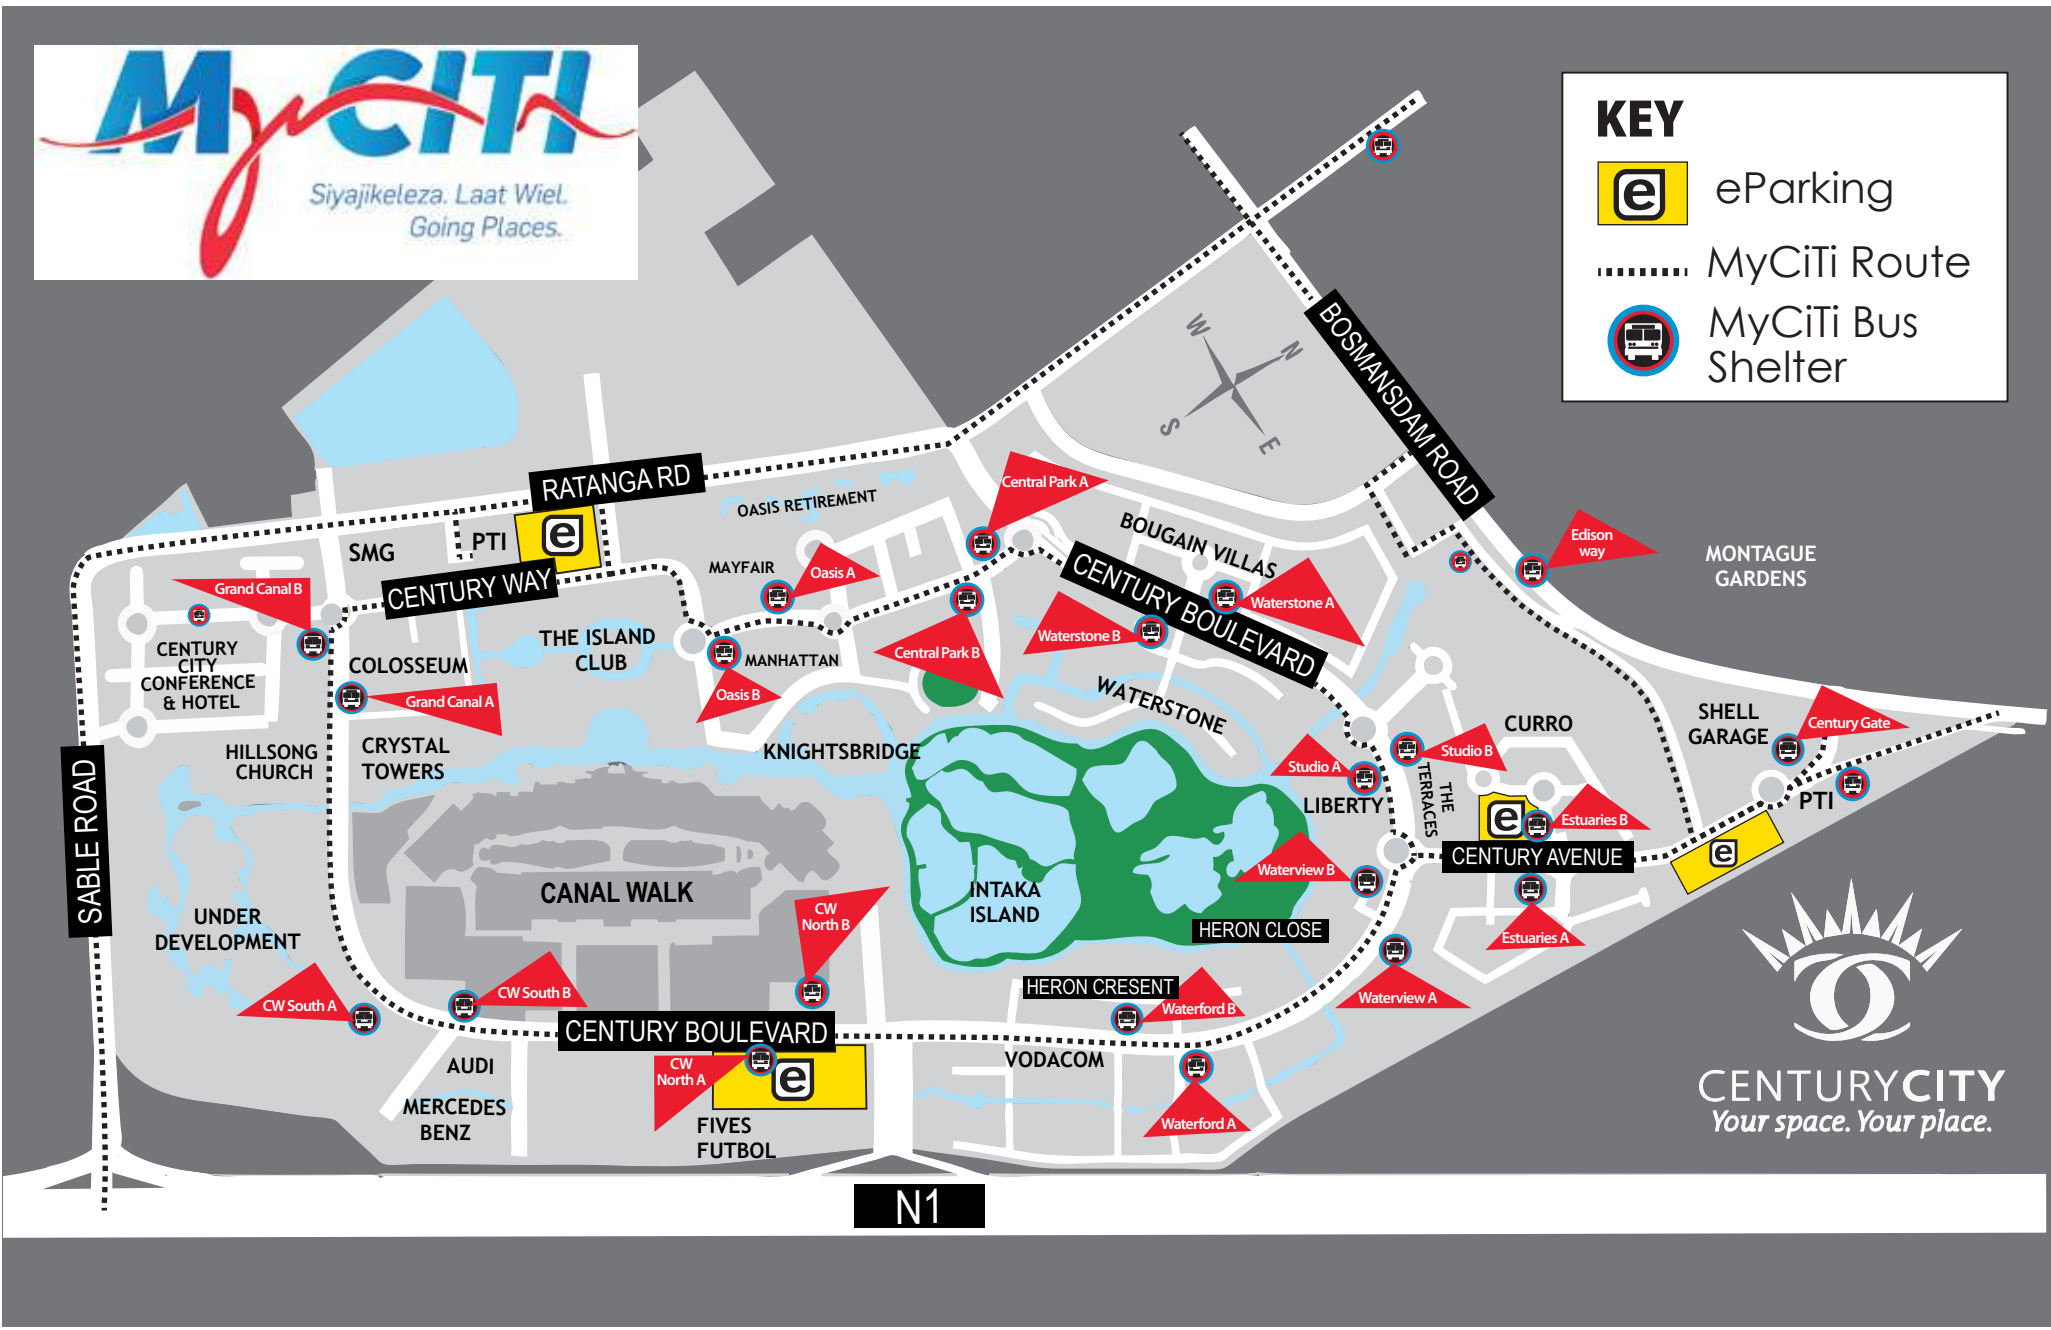 MyCiTi
Siyajikeleza. Laat Wiel.
Going Places.
KEY
e
eParking
MyCiTi Route
MyCiTi Bus
Shelter
W
N
S
E
BOSMANSDAM ROAD
RATANGA RD
OASIS RETIREMENT
Central Park A
BOUGAIN VILLAS
Edison
way
MONTAGUE
GARDENS
SMG
PTI
e
MAYFAIR
Oasis A
CENTURY WAY
Grand Canal B
CENTURY BOULEVARD
Waterstone A
Waterstone B
CENTURY
CITY
CONFERENCE
& HOTEL
COLOSSEUM
THE ISLAND
CLUB
MANHATTAN
Central Park B
Oasis B
Grand Canal A
WATERSTONE
CURRO
SHELL
GARAGE
Century Gate
HILLSONG
CHURCH
CRYSTAL
TOWERS
KNIGHTSBRIDGE
Studio B
Studio A
LIBERTY
THE
TERRACES
PTI
e
Estuaries B
SABLE ROAD
CENTURY AVENUE
e
Waterview B
CANAL WALK
INTAKA
ISLAND
CW
North B
UNDER
DEVELOPMENT
HERON CLOSE
Estuaries A
CW South A
CW South B
HERON CRESENT
Waterford B
Waterview A
CENTURY BOULEVARD
AUDI
CW
North A
e
VODACOM
MERCEDES
BENZ
FIVES
FUTBOL
Waterford A
CENTURYCITY
Your space. Your place.
N1